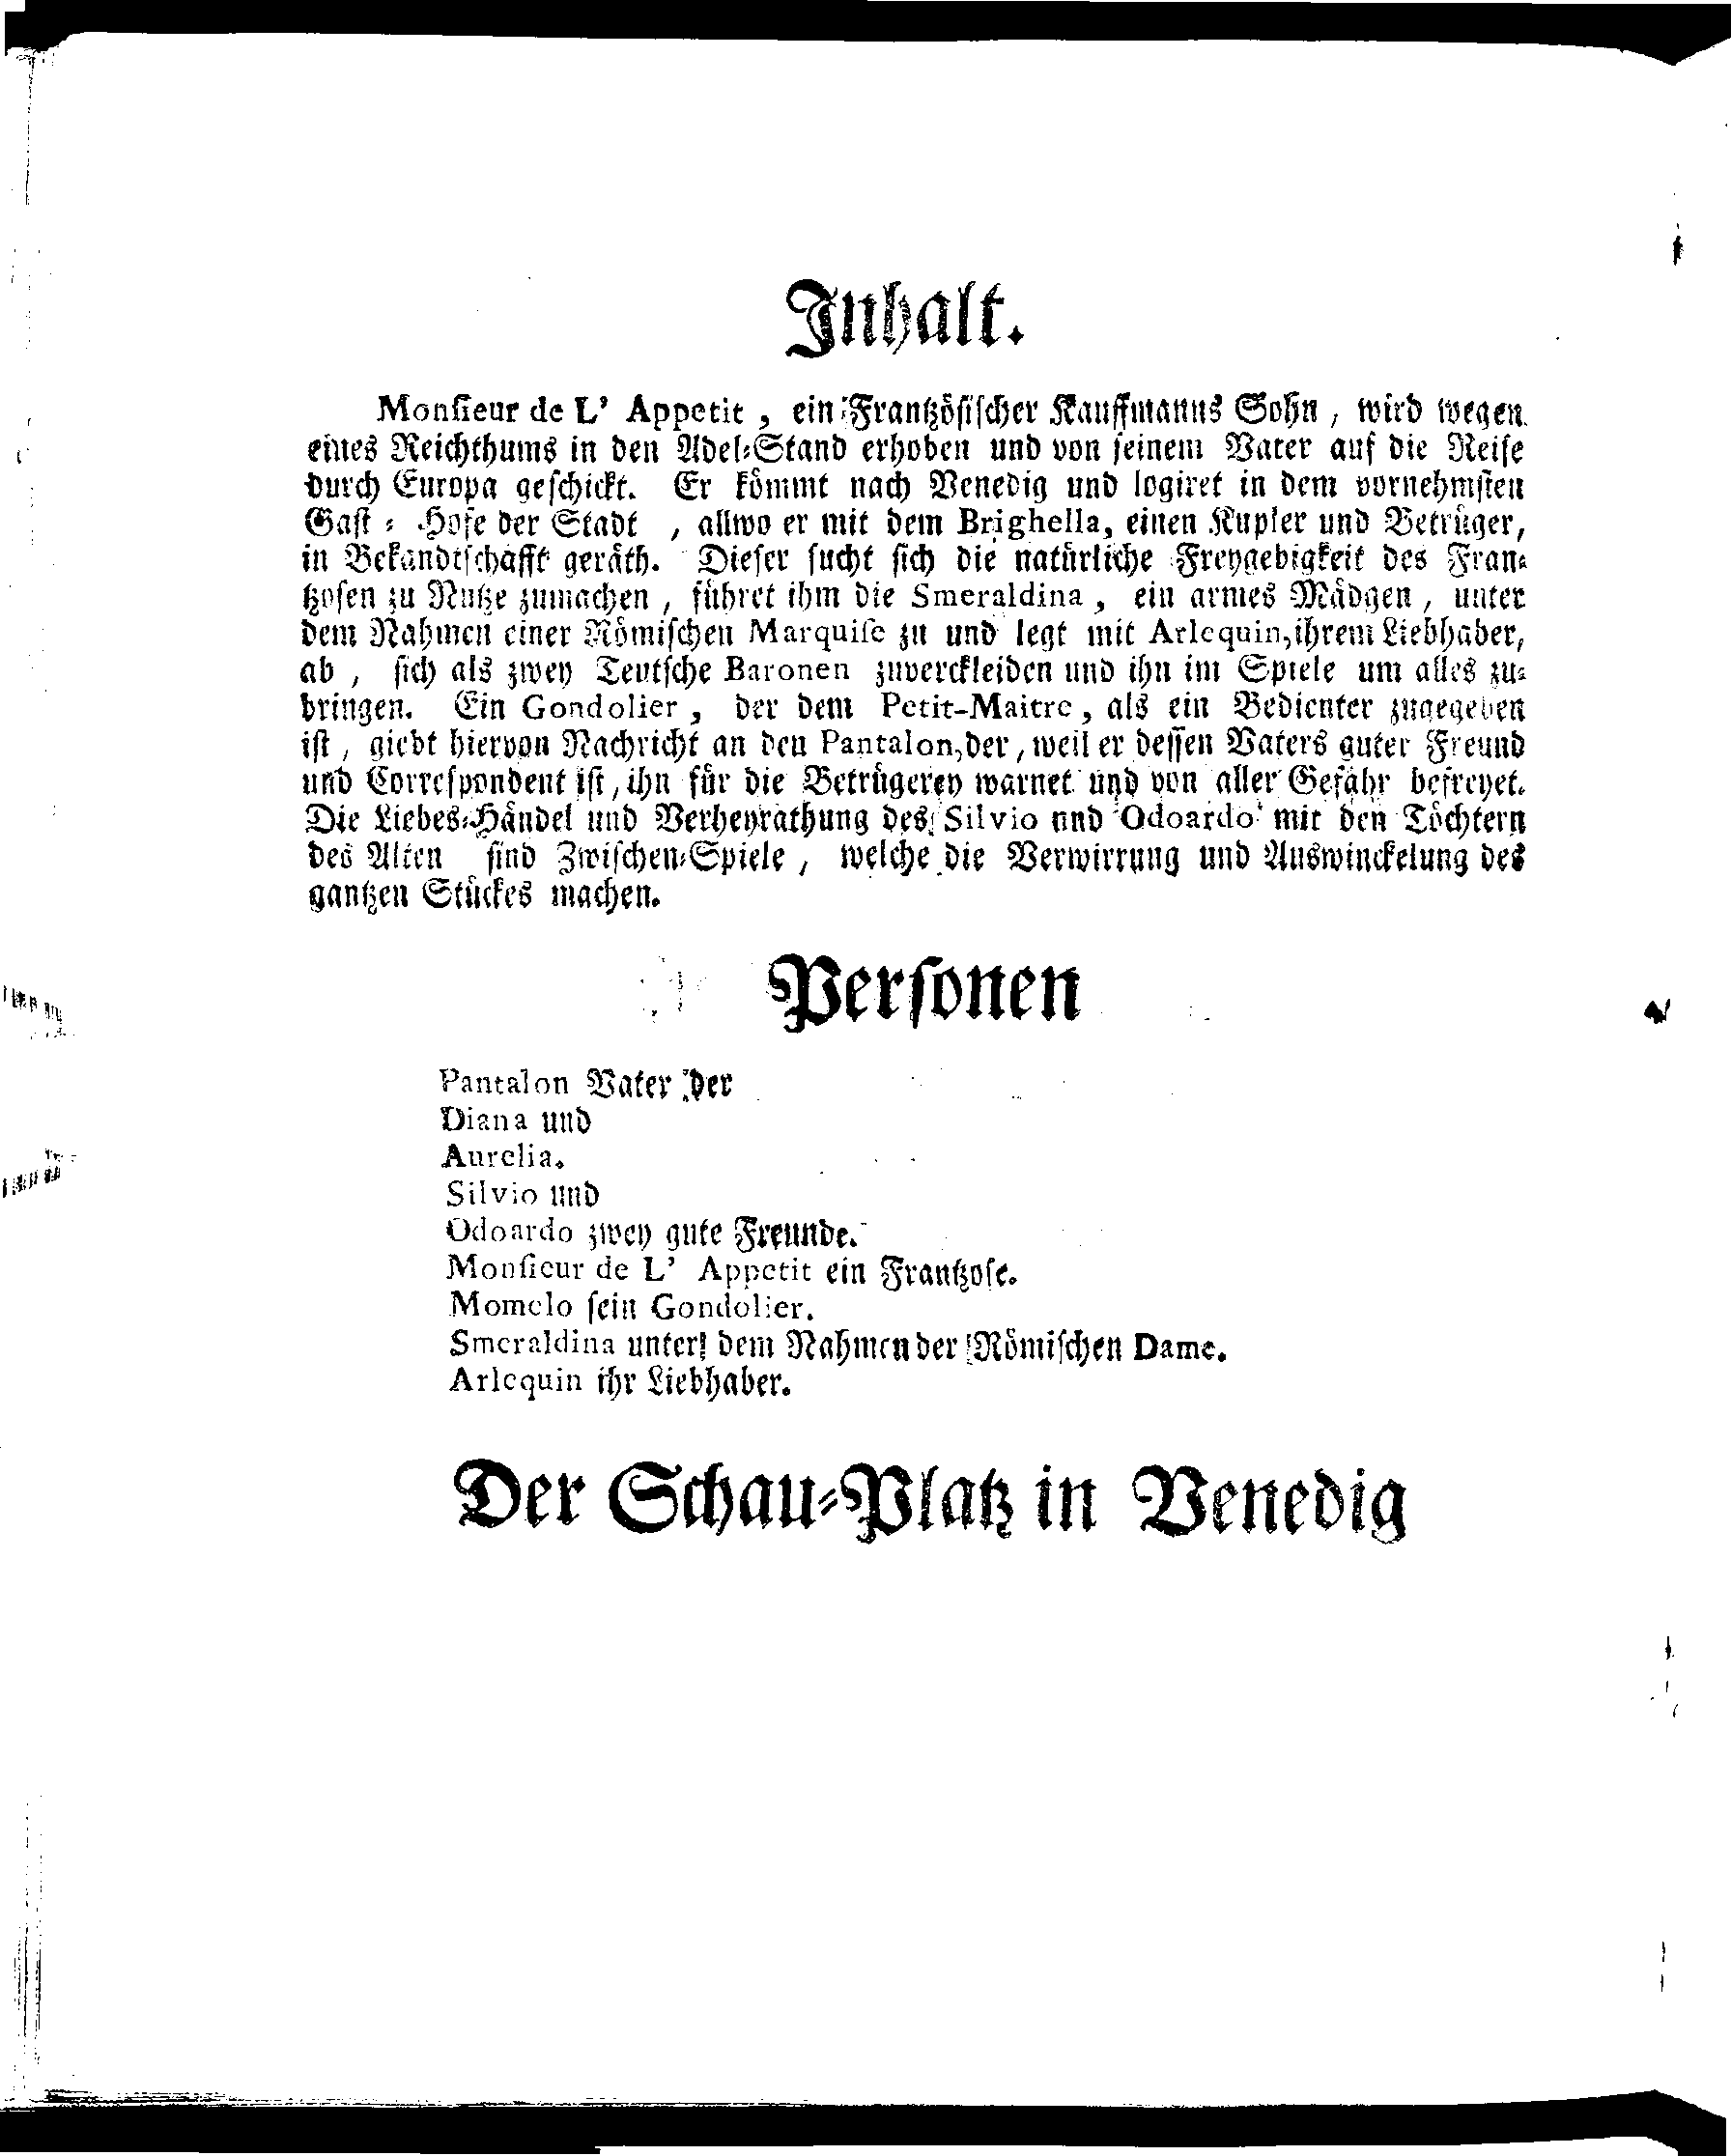 Inhalt.
Monsieur de L' Appetit, ein Frantzösischer Kauffmanns Sohn, wird wegen
eines Reichthums in den Adel-Stand erhoben und von seinem Vater auf die Reise
durch Europa geschickt. Er kömmt nach Venedig und logiret in dem vornehmsten
Gast-Hofe der Stadt, allwo er mit dem Brighella, einen Kupler und Betrüger,
in Bekandtschafft geräth. Dieser sucht sich die natürliche Freygebigkeit des Fran-
tzosen zu Nutze zumachen, führet ihm die Smeraldina, ein armes Mädgen, unter
dem Nahmen einer Römischen Marquise zu und legt mit Arlequin, ihrem Liebhaber,
ab, sich als zwey Teutsche Baronen zuverckleiden und ihn im Spiele um alles zu-
bringen. Ein Gondolier, der dem Petit-Maitre, als ein Bedienter zugegeben
ist, giebt hiervon Nachricht an den Pantalon, der, weil er dessen Vaters guter Freund
und Correspondent ist, ihn für die Betrügerey warnet und von aller Gefahr befreyet.
Die Liebes-Händel und Verheyrathung des Silvio und Odoardo mit den Töchtern
des Alten sind Zwischen-Spiele, welche die Verwirrung und Auswinckelung des
gantzen Stückes machen.
Personen
Pantalon Vater der
Diana und
Aurelia.
Silvio und
Odoardo zwey gute Freunde.
Monsieur de L' Appetit ein Frantzose.
Momolo sein Gondolier.
Smeraldina unter dem Nahmen der Römischen Dame.
Arlequin ihr Liebhaber.
Der Schau-Platz in Venedig